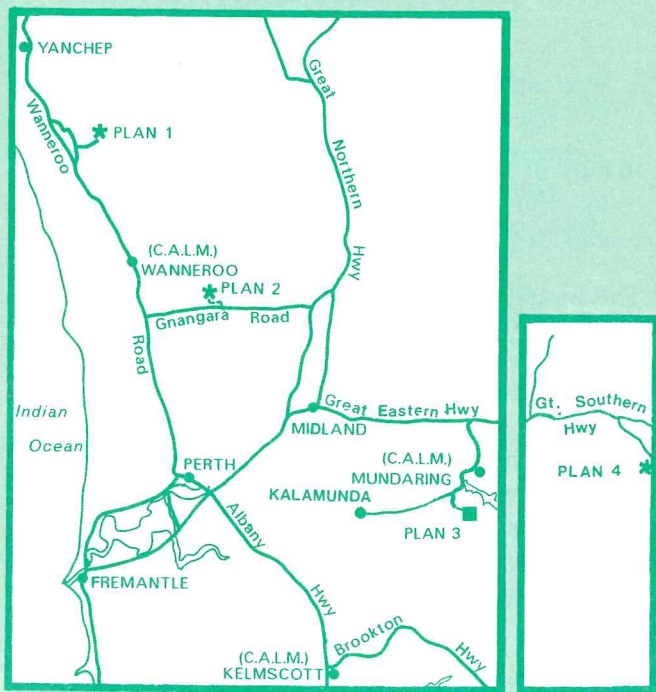 YANCHEP
Great
Wanneroo
* PLAN 1
Northern
(C.A.L.M.)
WANNEROO
Hwy
* PLAN 2
Gnangara Road
Road
Great Eastern Hwy
MIDLAND
Indian
Ocean
PERTH
(C.A.L.M.)
MUNDARING
KALAMUNDA
Albany
PLAN 3
FREMANTLE
Hwy
Brookton
Hwy
(C.A.L.M.)
KELMSCOTT
Gt. Southern
Hwy
PLAN 4 *